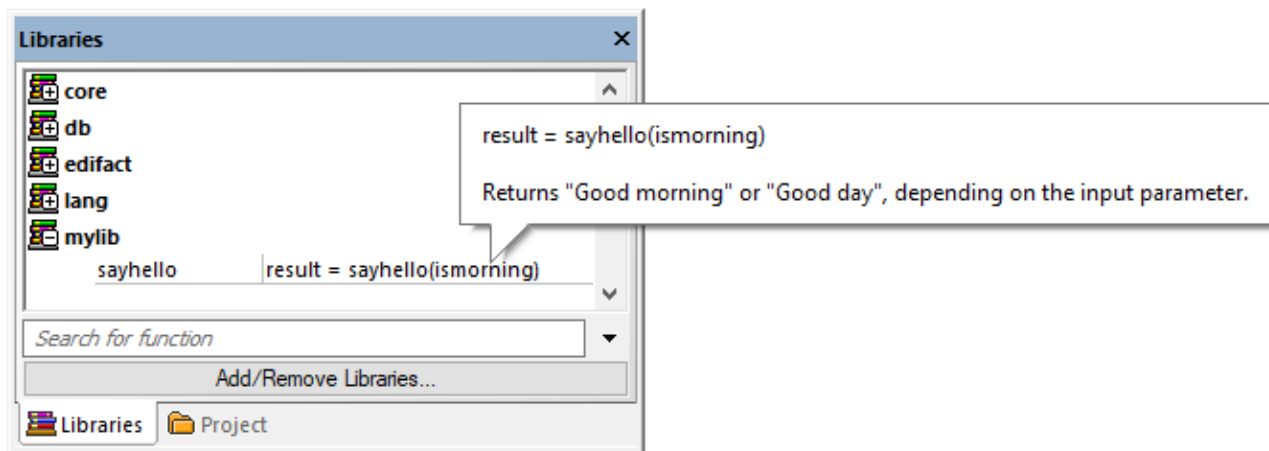 Libraries
core
db
edifact
lang
mylib
sayhello result = sayhello(ismorning)
result = sayhello(ismorning)
Returns "Good morning" or "Good day", depending on the input parameter.
Search for function
Add/Remove Libraries...
Libraries Project